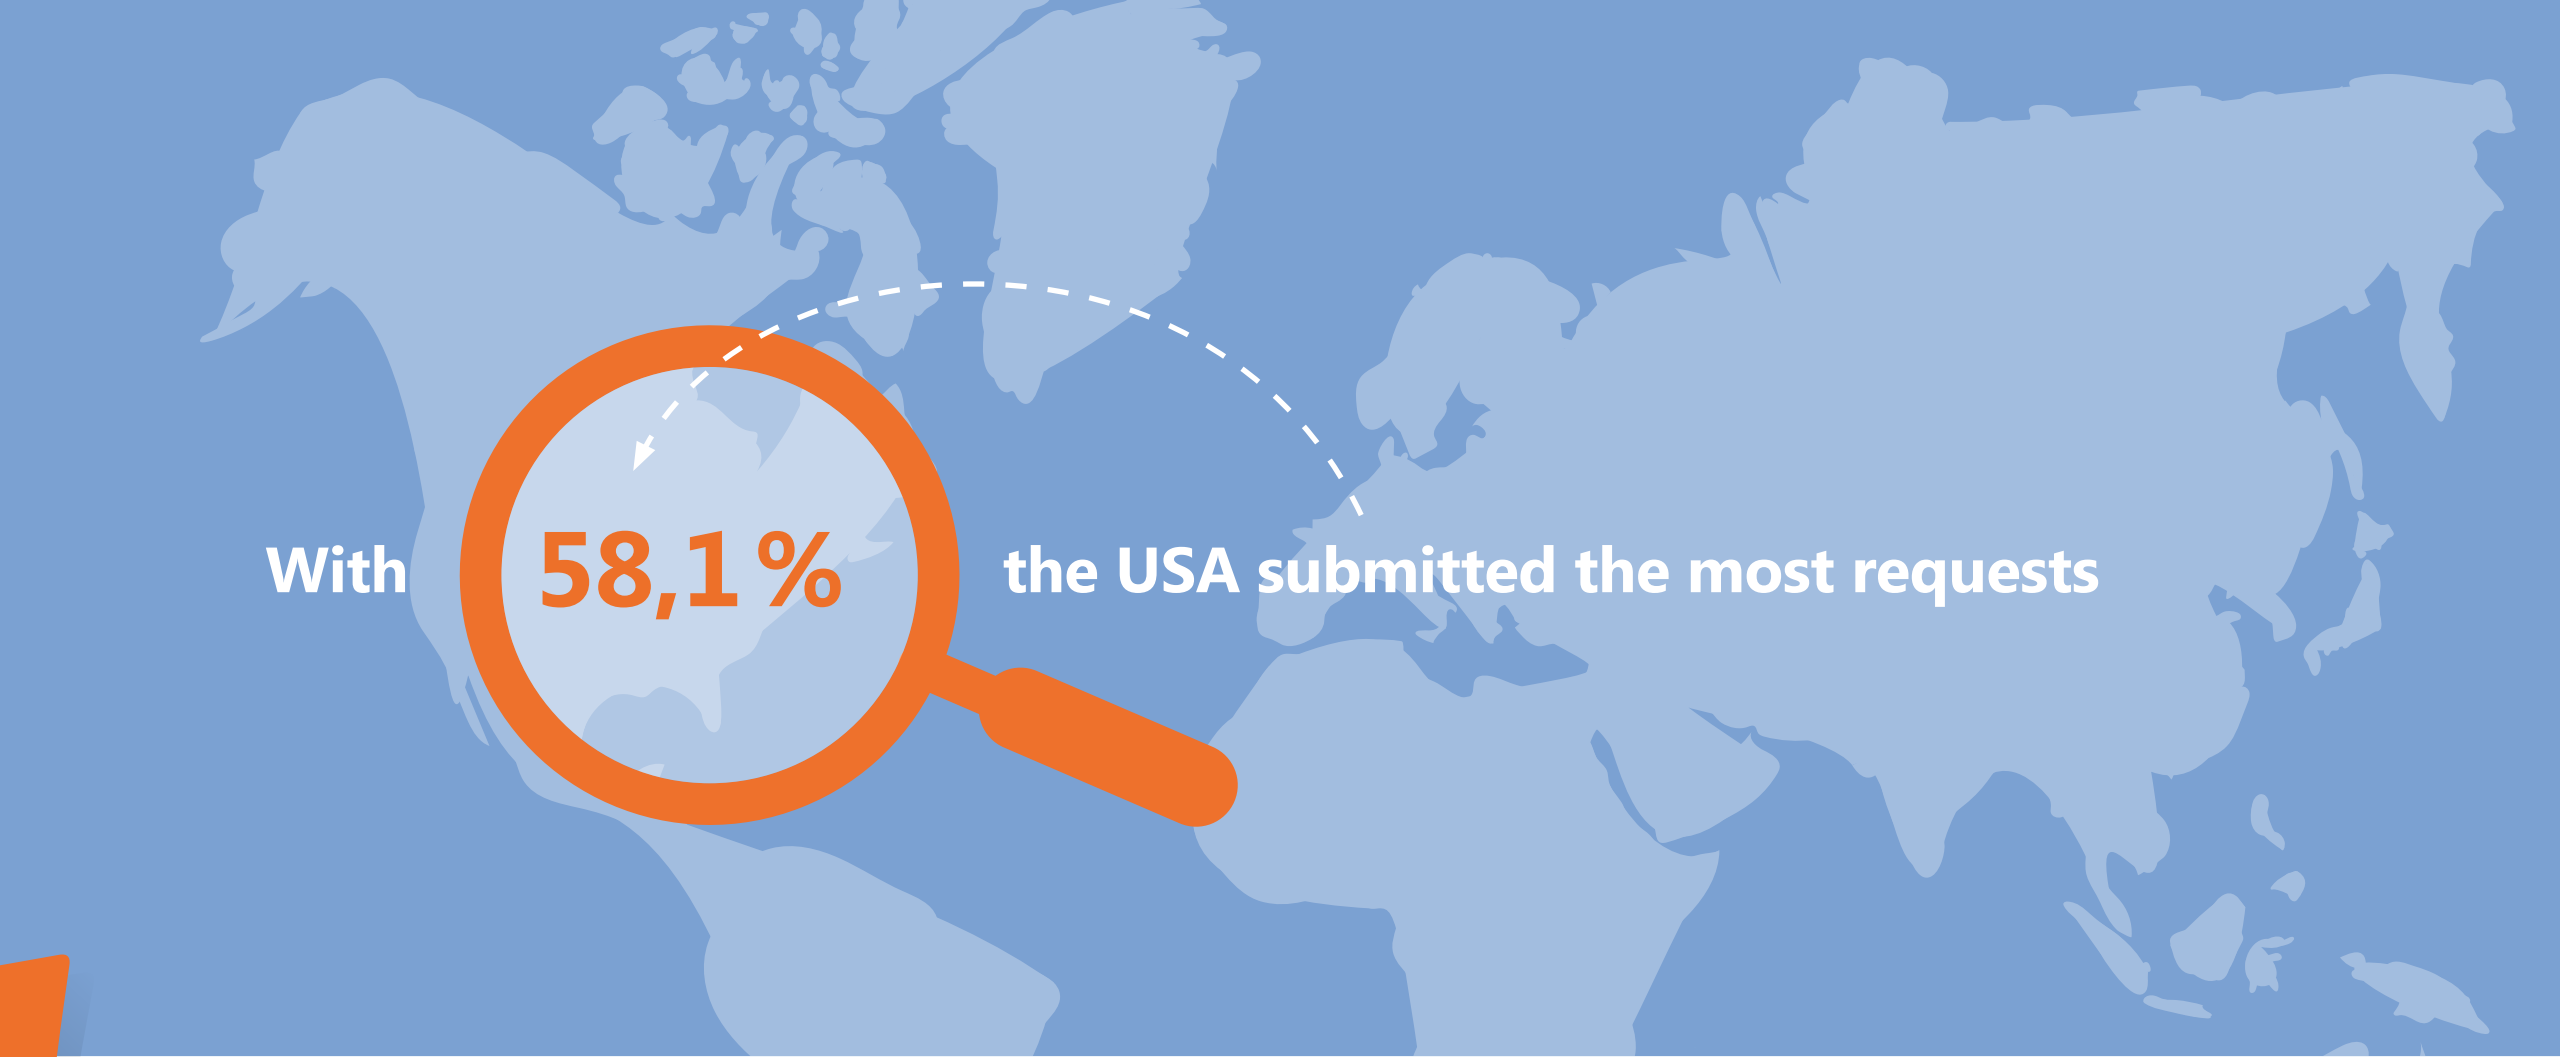 With 58,1 % the USA submitted the most requests